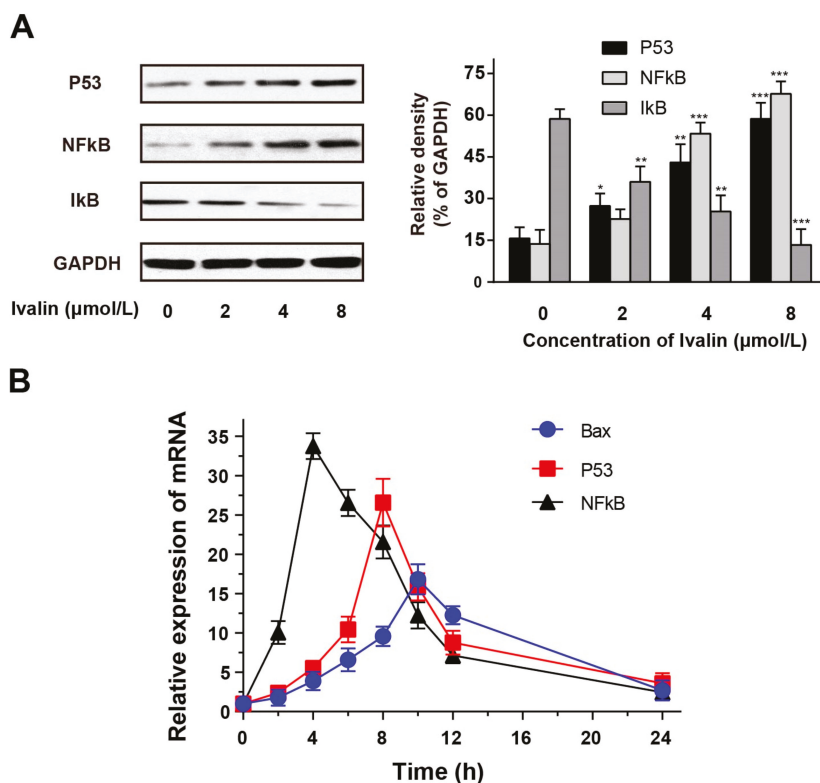 A
P53
NFkB
IkB
GAPDH
Ivalin (μmol/L) 0 2 4 8
P53
NFkB
IkB
Relative density
(% of GAPDH)
75
60
45
30
15
0
* ** ** *** ** *** *** ***
0 2 4 8
Concentration of Ivalin (μmol/L)
B
Relative expression of mRNA
35
30
25
20
15
10
5
0
Bax
P53
NFkB
0 4 8 12 16 20 24
Time (h)